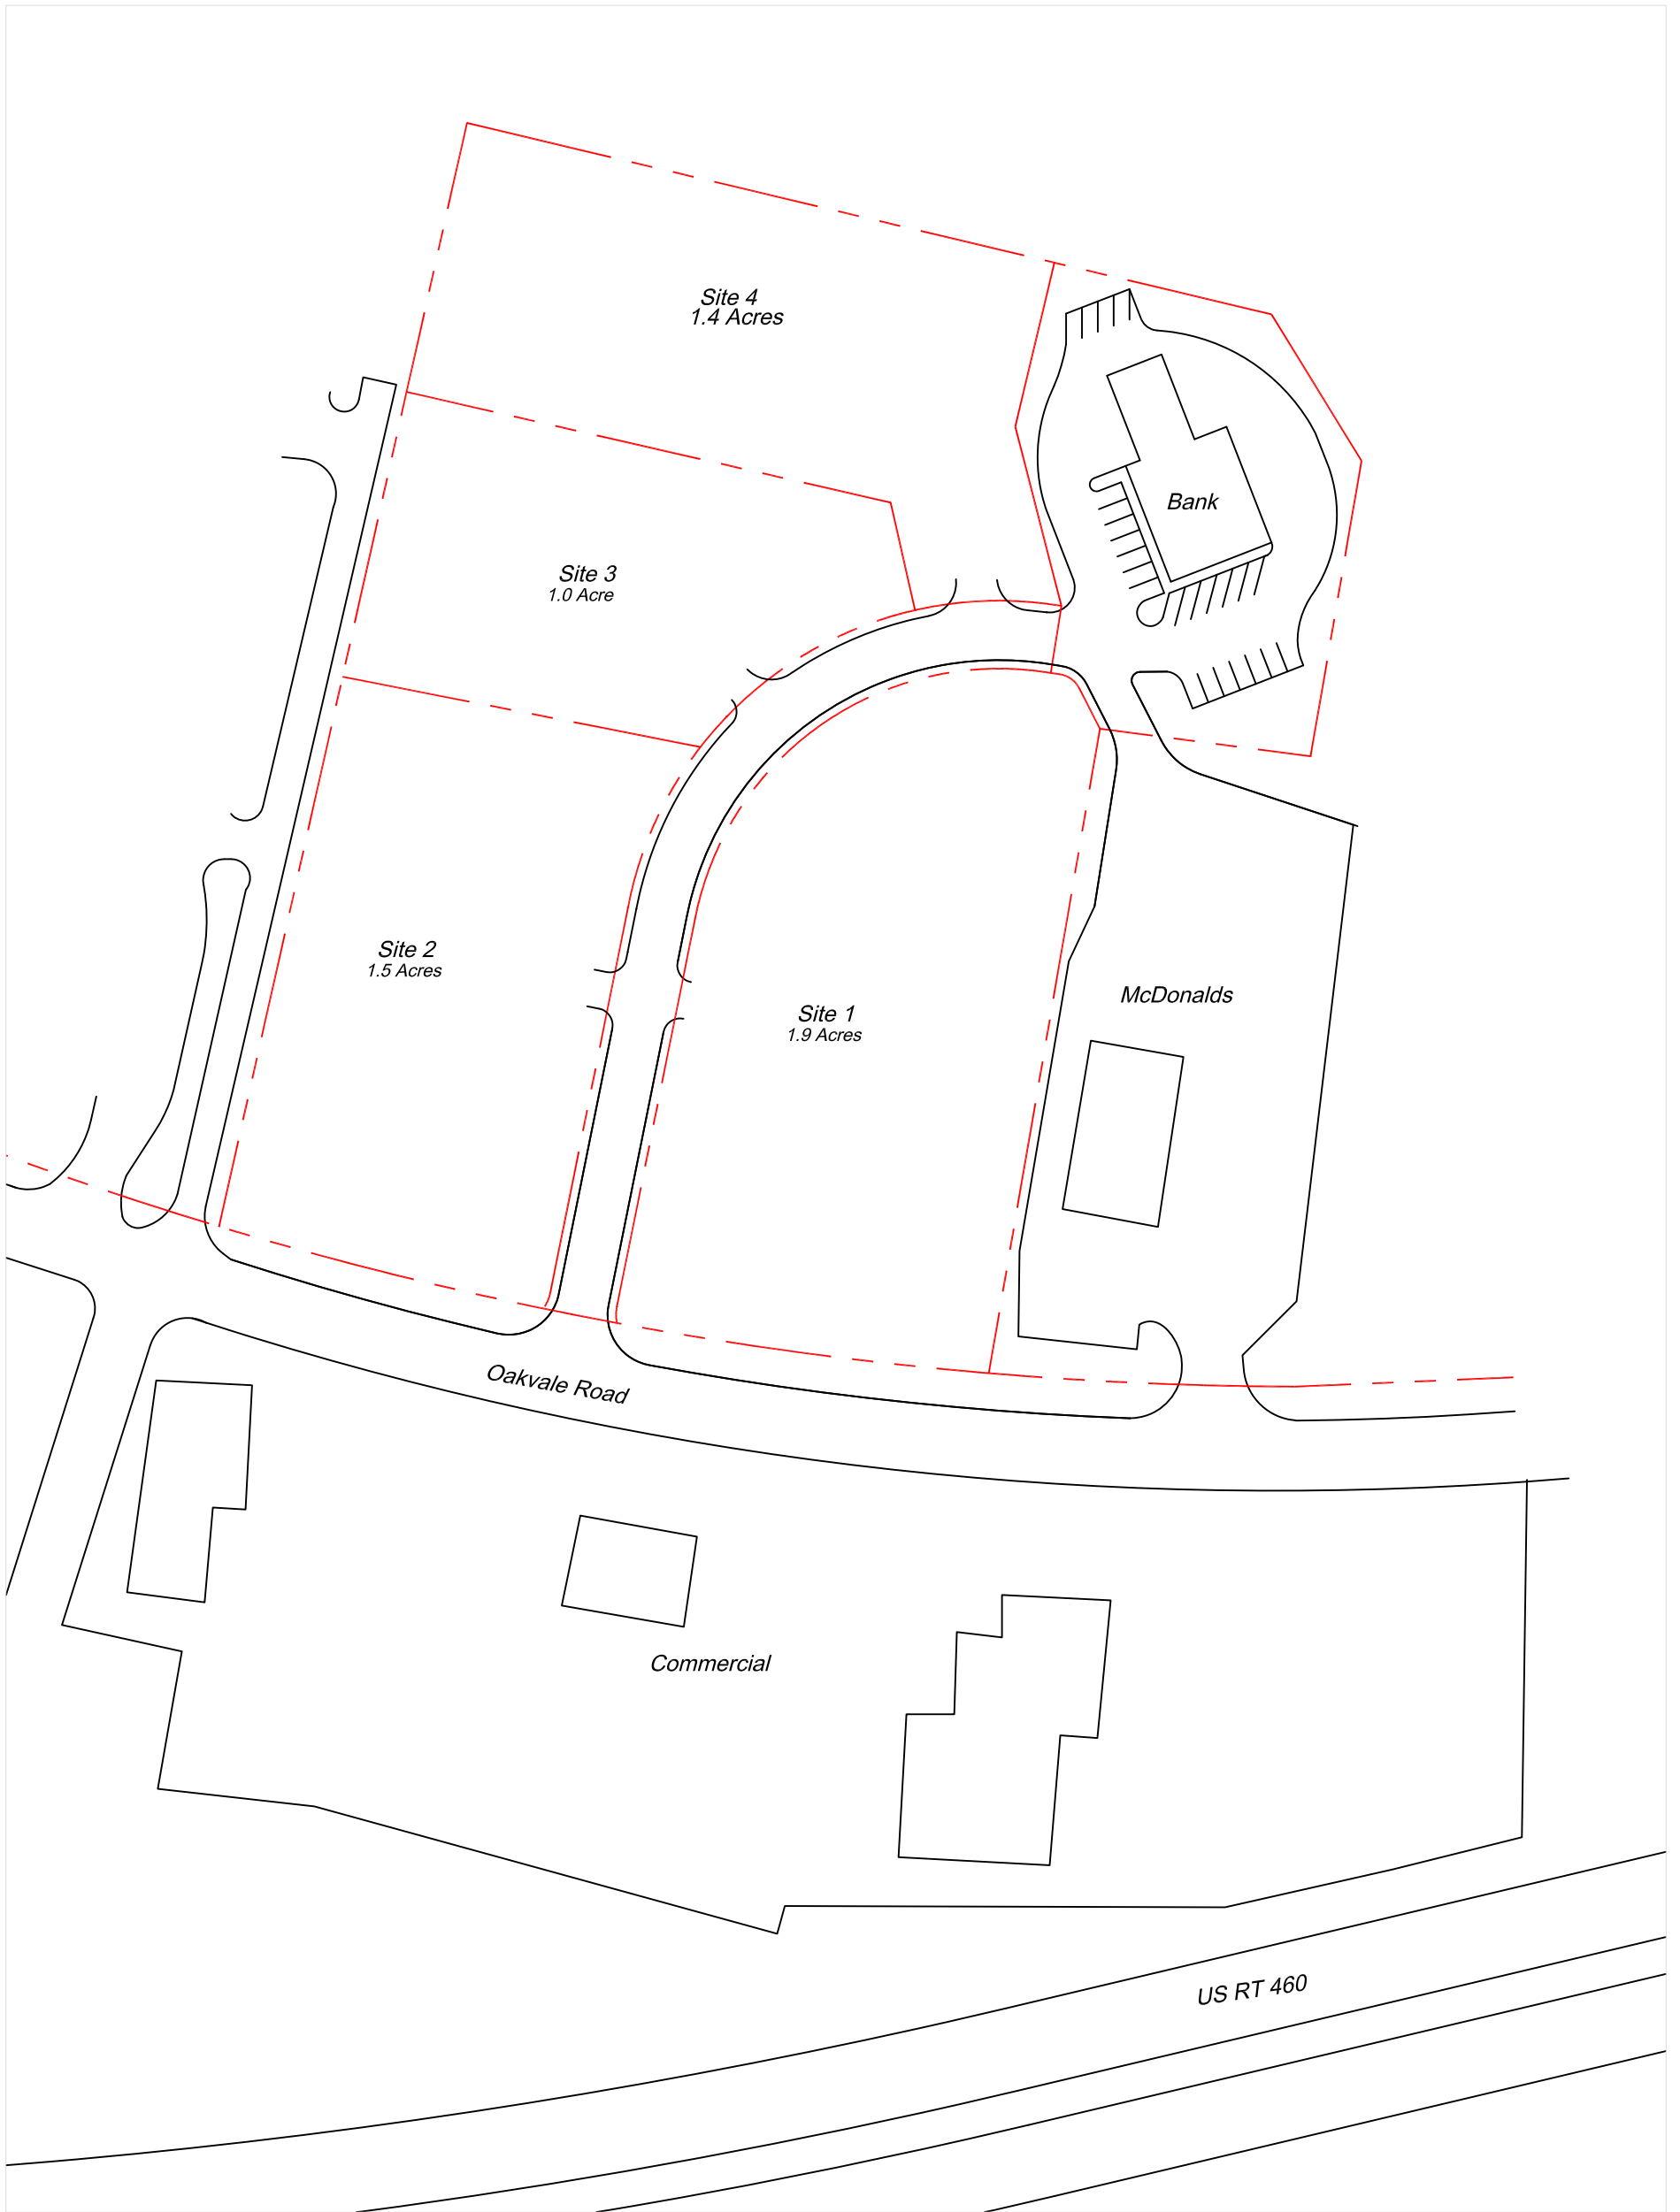 Site 4
1.4 Acres
Bank
Site 3
1.0 Acre
Site 2
1.5 Acres
McDonalds
Site 1
1.9 Acres
Oakvale Road
Commercial
US RT 460